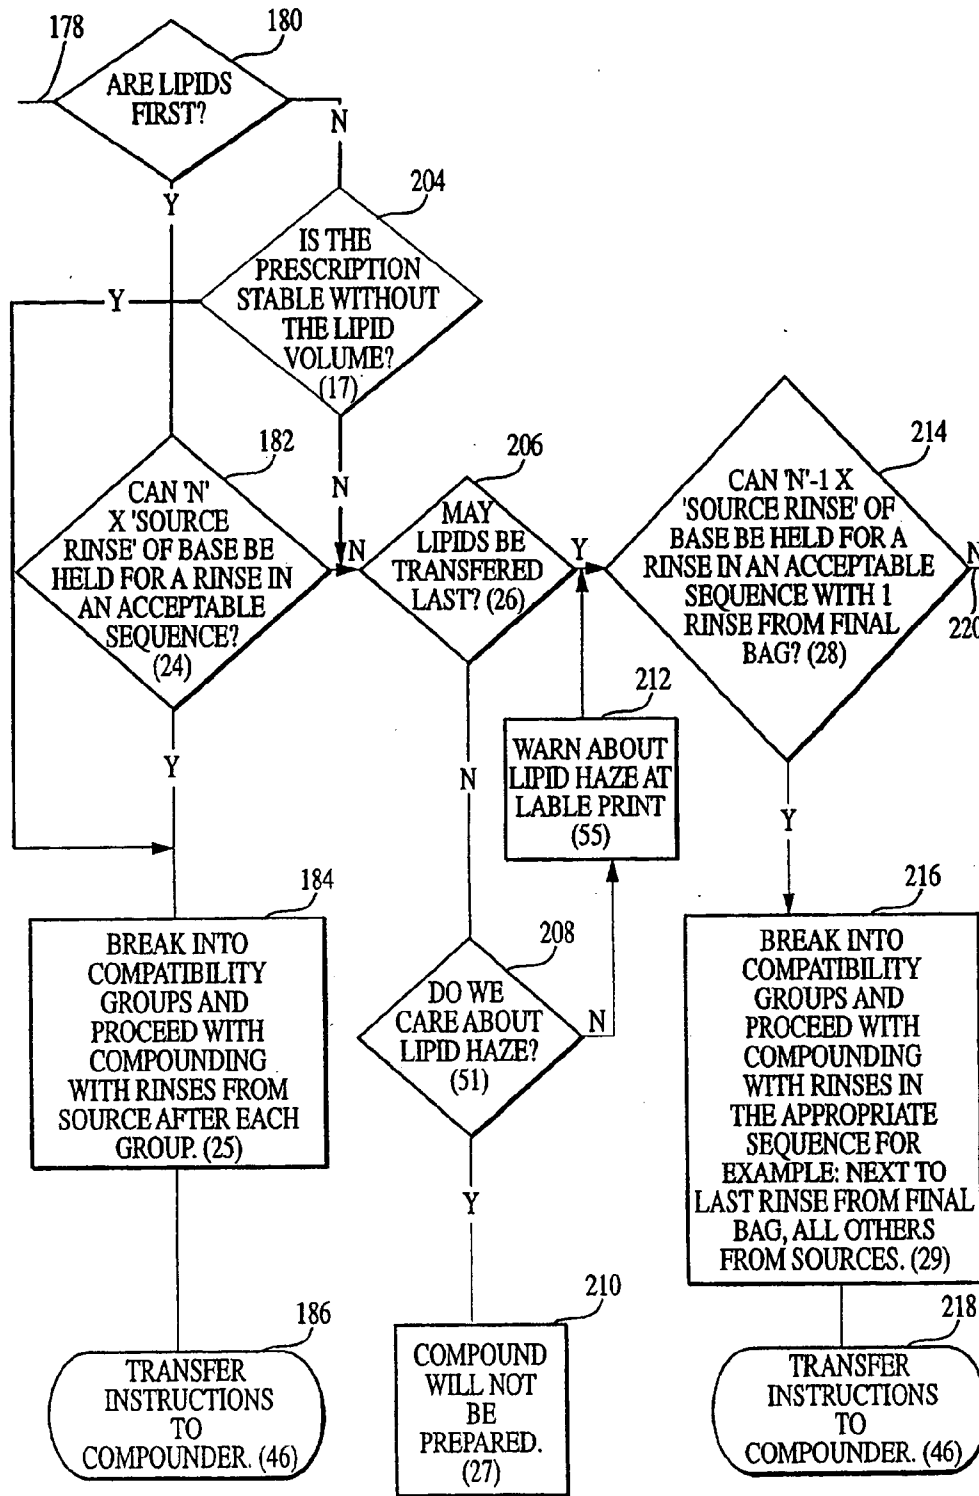 178
180
ARE LIPIDS
FIRST?
N
Y
204
IS THE
PRESCRIPTION
STABLE WITHOUT
THE LIPID
VOLUME?
(17)
Y
N
182
CAN 'N'
X 'SOURCE
RINSE' OF BASE BE
HELD FOR A RINSE IN
AN ACCEPTABLE
SEQUENCE?
(24)
N
Y
206
MAY
LIPIDS BE
TRANSFERED
LAST? (26)
Y
N
214
CAN 'N'-1 X
'SOURCE RINSE' OF
BASE BE HELD FOR A
RINSE IN AN ACCEPTABLE
SEQUENCE WITH 1
RINSE FROM FINAL
BAG? (28)
N
220
Y
212
WARN ABOUT
LIPID HAZE AT
LABLE PRINT
(55)
184
BREAK INTO
COMPATIBILITY
GROUPS AND
PROCEED WITH
COMPOUNDING
WITH RINSES FROM
SOURCE AFTER EACH
GROUP. (25)
208
DO WE
CARE ABOUT
LIPID HAZE?
(51)
N
Y
216
BREAK INTO
COMPATIBILITY
GROUPS AND
PROCEED WITH
COMPOUNDING
WITH RINSES IN
THE APPROPRIATE
SEQUENCE FOR
EXAMPLE: NEXT TO
LAST RINSE FROM FINAL
BAG, ALL OTHERS
FROM SOURCES. (29)
186
TRANSFER
INSTRUCTIONS
TO
COMPOUNDER. (46)
210
COMPOUND
WILL NOT
BE
PREPARED.
(27)
218
TRANSFER
INSTRUCTIONS
TO
COMPOUNDER. (46)